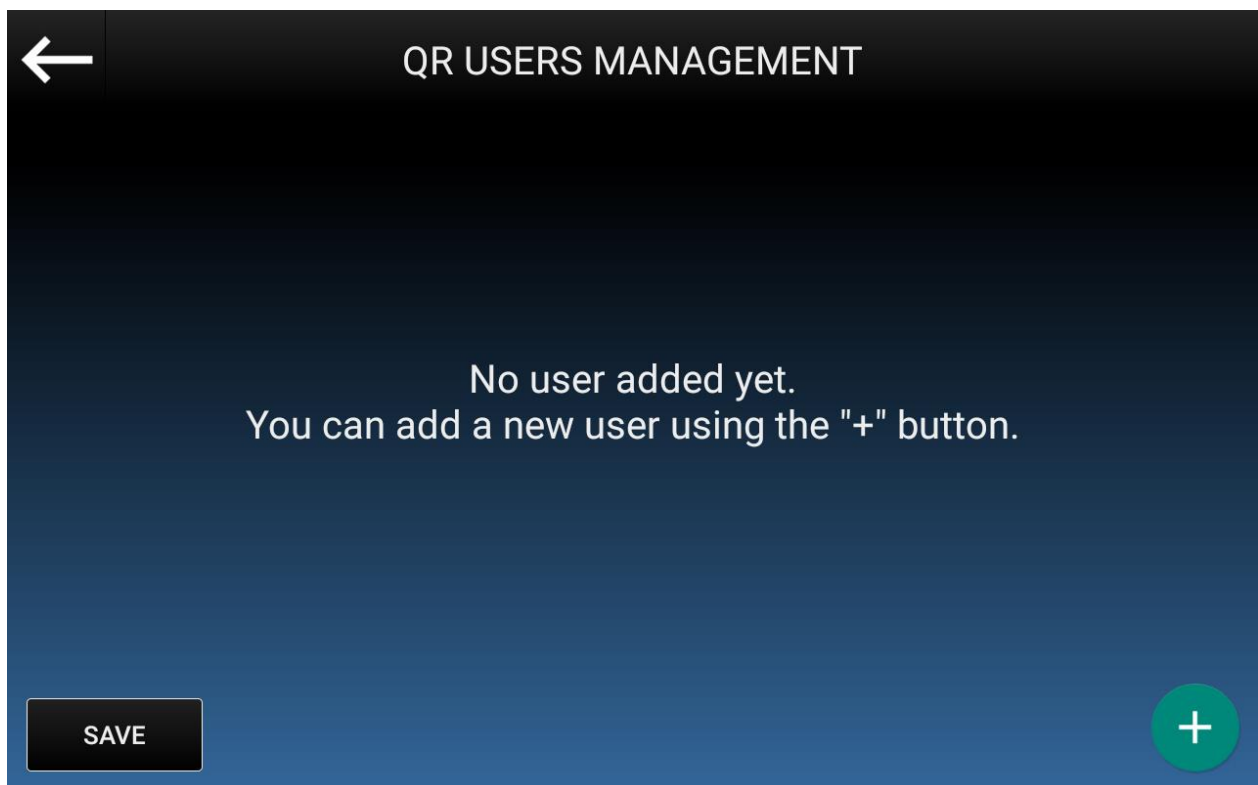 QR USERS MANAGEMENT
No user added yet.
You can add a new user using the "+" button.
SAVE
+